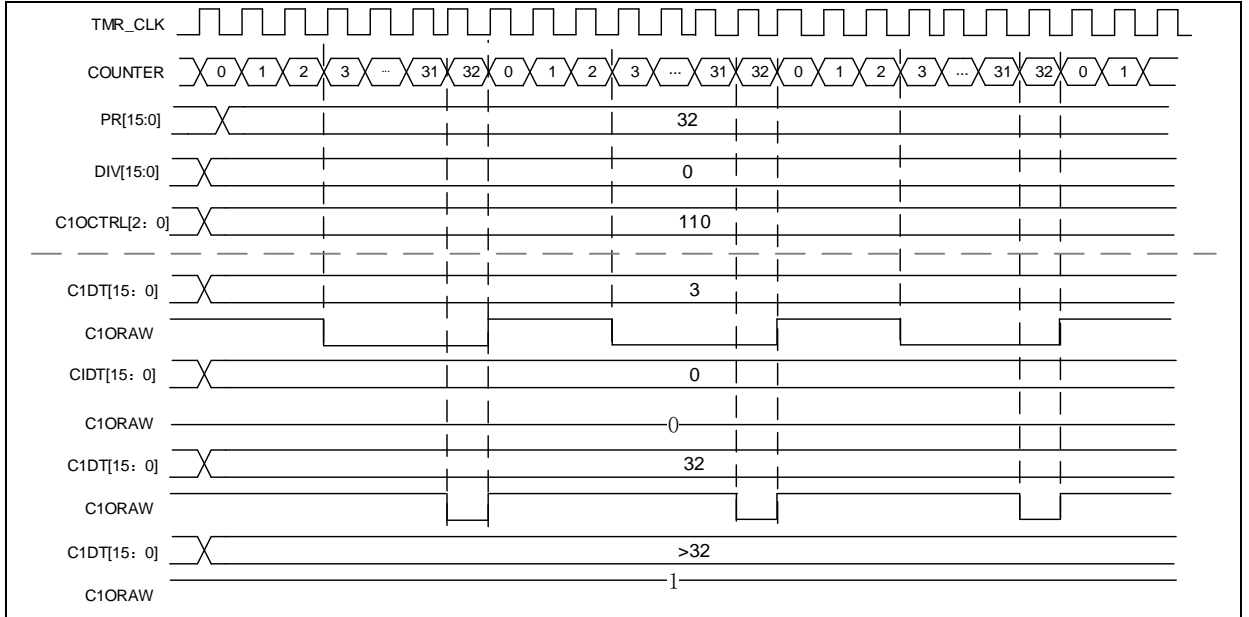 TMR_CLK
COUNTER 0 1 2 3 ... 31 32 0 1 2 3 ... 31 32 0 1 2 3 ... 31 32 0 1
PR[15:0] 32
DIV[15:0] 0
C1OCTRL[2：0] 110
C1DT[15：0] 3
C1ORAW
CIDT[15：0] 0
C1ORAW 0
C1DT[15：0] 32
C1ORAW
C1DT[15：0] >32
C1ORAW 1